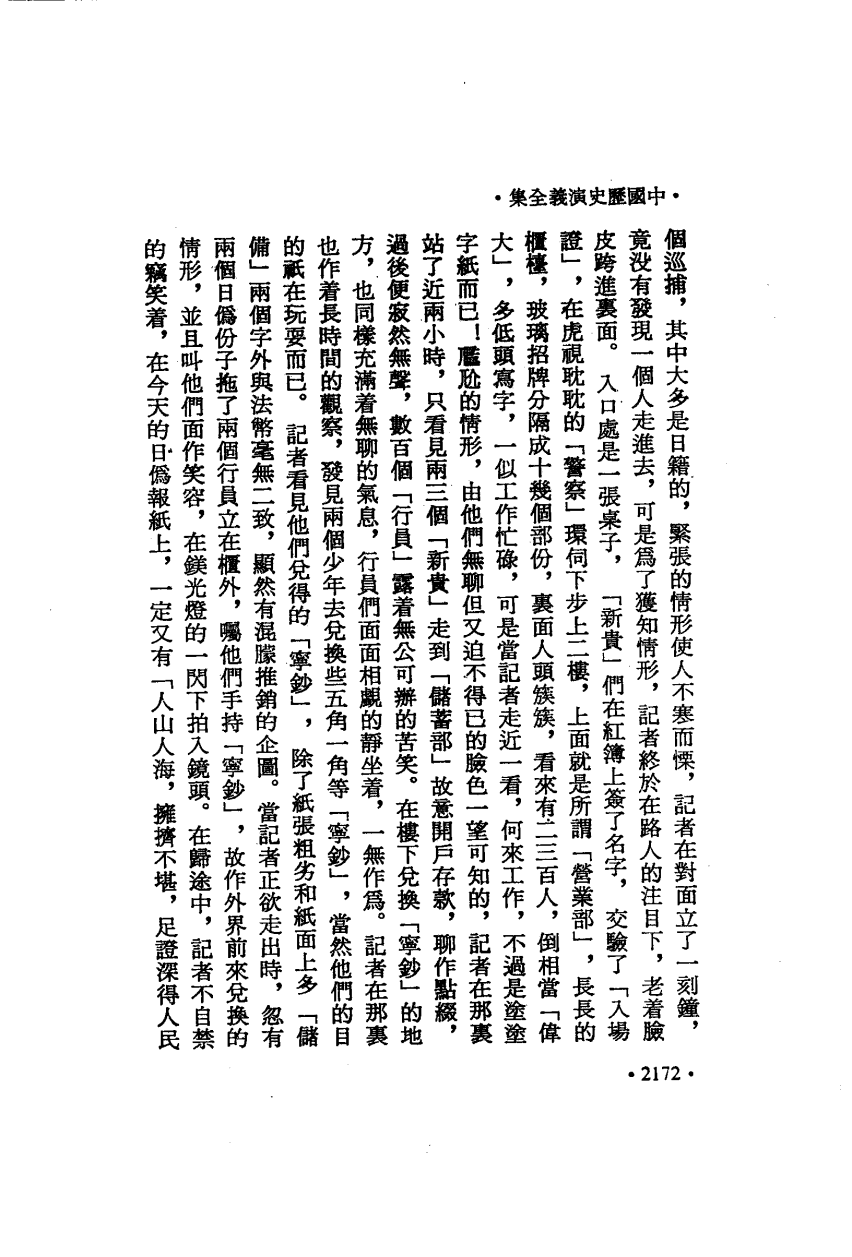 •中國歷史演義全集•
個巡捕，其中大多是日籍的，緊張的情形使人不寒而慄，記者在對面立了一刻鐘，
竟没有發現一個人走進去，可是爲了獲知情形，記者終於在路人的注目下，老着臉
皮跨進裏面。入口處是一張桌子，「新貴」們在紅簿上簽了名字，交驗了「入場
證」，在虎視耽耽的「警察」環伺下步上二樓，上面就是所謂「營業部」，長長的
櫃檯，玻璃招牌分隔成十幾個部份，裏面人頭簇簇，看來有二三百人，倒相當「偉
大」，多低頭寫字，一似工作忙碌，可是當記者走近一看，何來工作，不過是塗塗
字紙而已！尷尬的情形，由他們無聊但又迫不得已的臉色一望可知的，記者在那裏
站了近兩小時，只看見兩三個「新貴」走到「儲蓄部」故意開戶存款，聊作點綴，
過後便寂然無聲，數百個「行員」露着無公可辦的苦笑。在樓下兌換「寧鈔」的地
方，也同樣充滿着無聊的氣息，行員們面面相覷的靜坐着，一無作爲。記者在那裏
也作着長時間的觀察，發見兩個少年去兌換些五角一角等「寧鈔」，當然他們的目
的祇在玩耍而已。記者看見他們兌得的「寧鈔」，除了紙張粗劣和紙面上多「儲
備」兩個字外與法幣毫無二致，顯然有混朦推銷的企圖。當記者正欲走出時，忽有
兩個日僞份子拖了兩個行員立在櫃外，囑他們手持「寧鈔」，故作外界前來兌換的
情形，並且叫他們面作笑容，在鎂光燈的一閃下拍入鏡頭。在歸途中，記者不自禁
的竊笑着，在今天的日僞報紙上，一定又有「人山人海，擁擠不堪，足證深得人民
•2172•